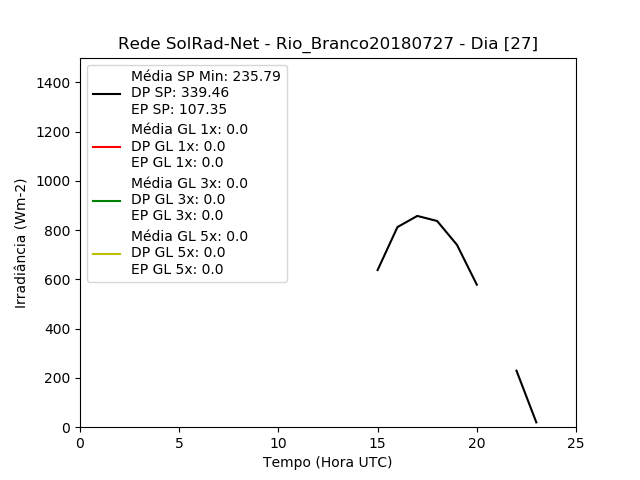 Rede SolRad-Net - Rio_Branco20180727 - Dia [27]
Média SP Min: 235.79
DP SP: 339.46
EP SP: 107.35
Média GL 1x: 0.0
DP GL 1x: 0.0
EP GL 1x: 0.0
Média GL 3x: 0.0
DP GL 3x: 0.0
EP GL 3x: 0.0
Média GL 5x: 0.0
DP GL 5x: 0.0
EP GL 5x: 0.0
Irradiância (Wm-2)
1400
1200
1000
800
600
400
200
0
0 5 10 15 20 25
Tempo (Hora UTC)